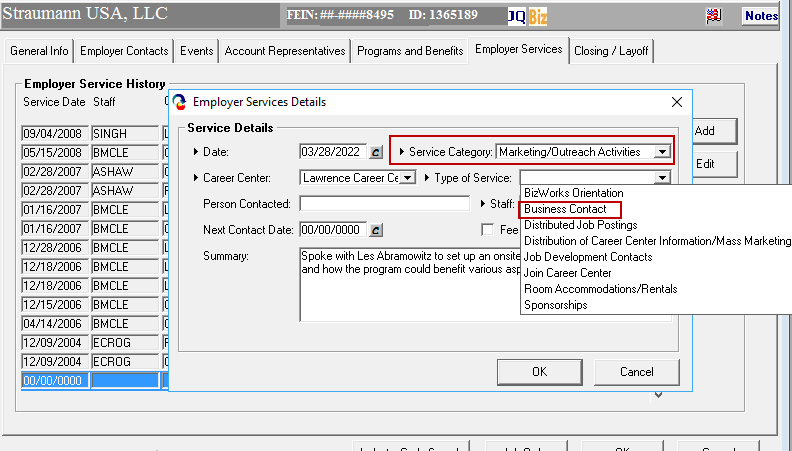 Straumann USA, LLC FEIN: ##-####8495 ID: 1365189 JQ Biz Notes
General Info Employer Contacts Events Account Representatives Programs and Benefits Employer Services Closing / Layoff
Employer Service History
Service Date Staff
Employer Services Details
Service Details
Date: 03/28/2022 Service Category: Marketing/Outreach Activities
Career Center: Lawrence Career Ce Type of Service:
Person Contacted: Staff:
Next Contact Date: 00/00/0000 Fee
Summary: Spoke with Les Abramowitz to set up an onsite
and how the program could benefit various asp
BizWorks Orientation
Business Contact
Distributed Job Postings
Distribution of Career Center Information/Mass Marketing
Job Development Contacts
Join Career Center
Room Accommodations/Rentals
Sponsorships
OK Cancel
Add
Edit
09/04/2008 SINGH
05/15/2008 BMCLE
02/28/2007 ASHAW
02/28/2007 ASHAW
01/16/2007 BMCLE
01/16/2007 BMCLE
12/28/2006 BMCLE
12/18/2006 BMCLE
12/18/2006 BMCLE
12/15/2006 BMCLE
04/14/2006 BMCLE
12/09/2004 ECROG
12/09/2004 ECROG
00/00/0000